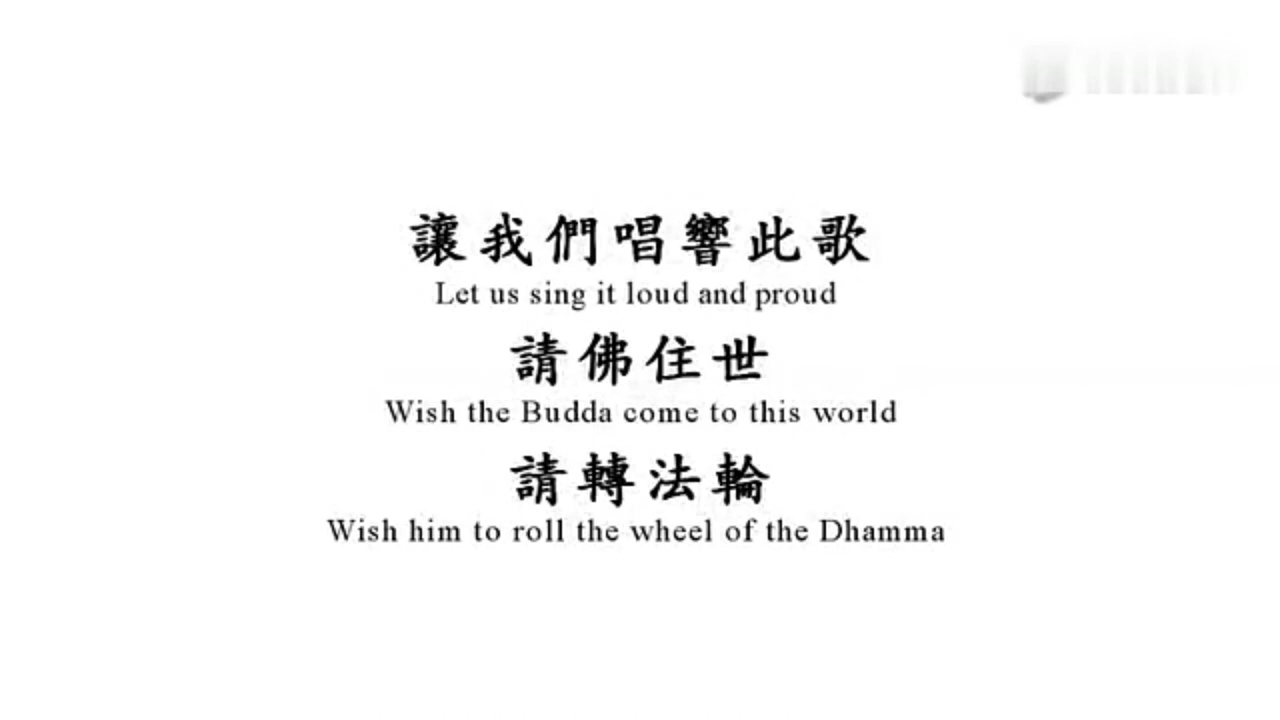 讓我們唱響此歌
Let us sing it loud and proud
請佛住世
Wish the Budda come to this world
請轉法輪
Wish him to roll the wheel of the Dhamma